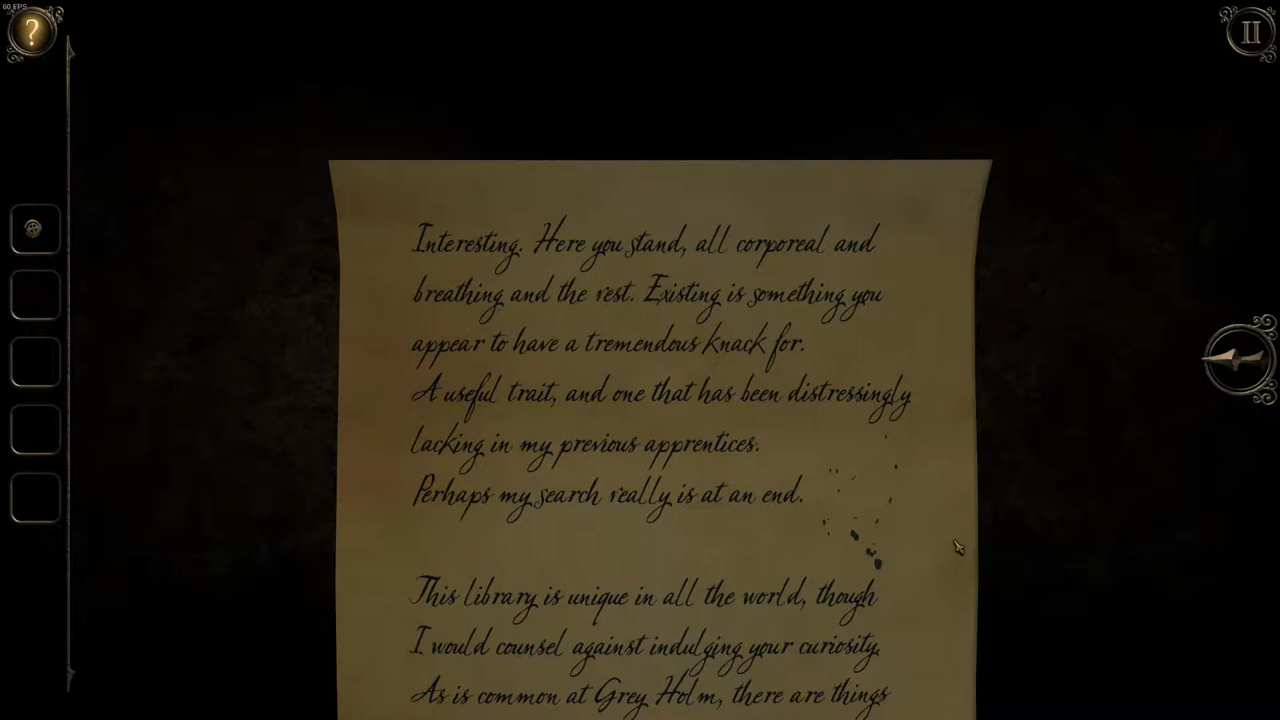 60 FPS
?
Interesting. Here you stand, all corporeal and
breathing and the rest. Existing is something you
appear to have a tremendous knack for.
A useful trait, and one that has been distressingly
lacking in my previous apprentices.
Perhaps my search really is at an end.
This library is unique in all the world, though
I would counsel against indulging your curiosity.
As is common at Grey Holm, there are things